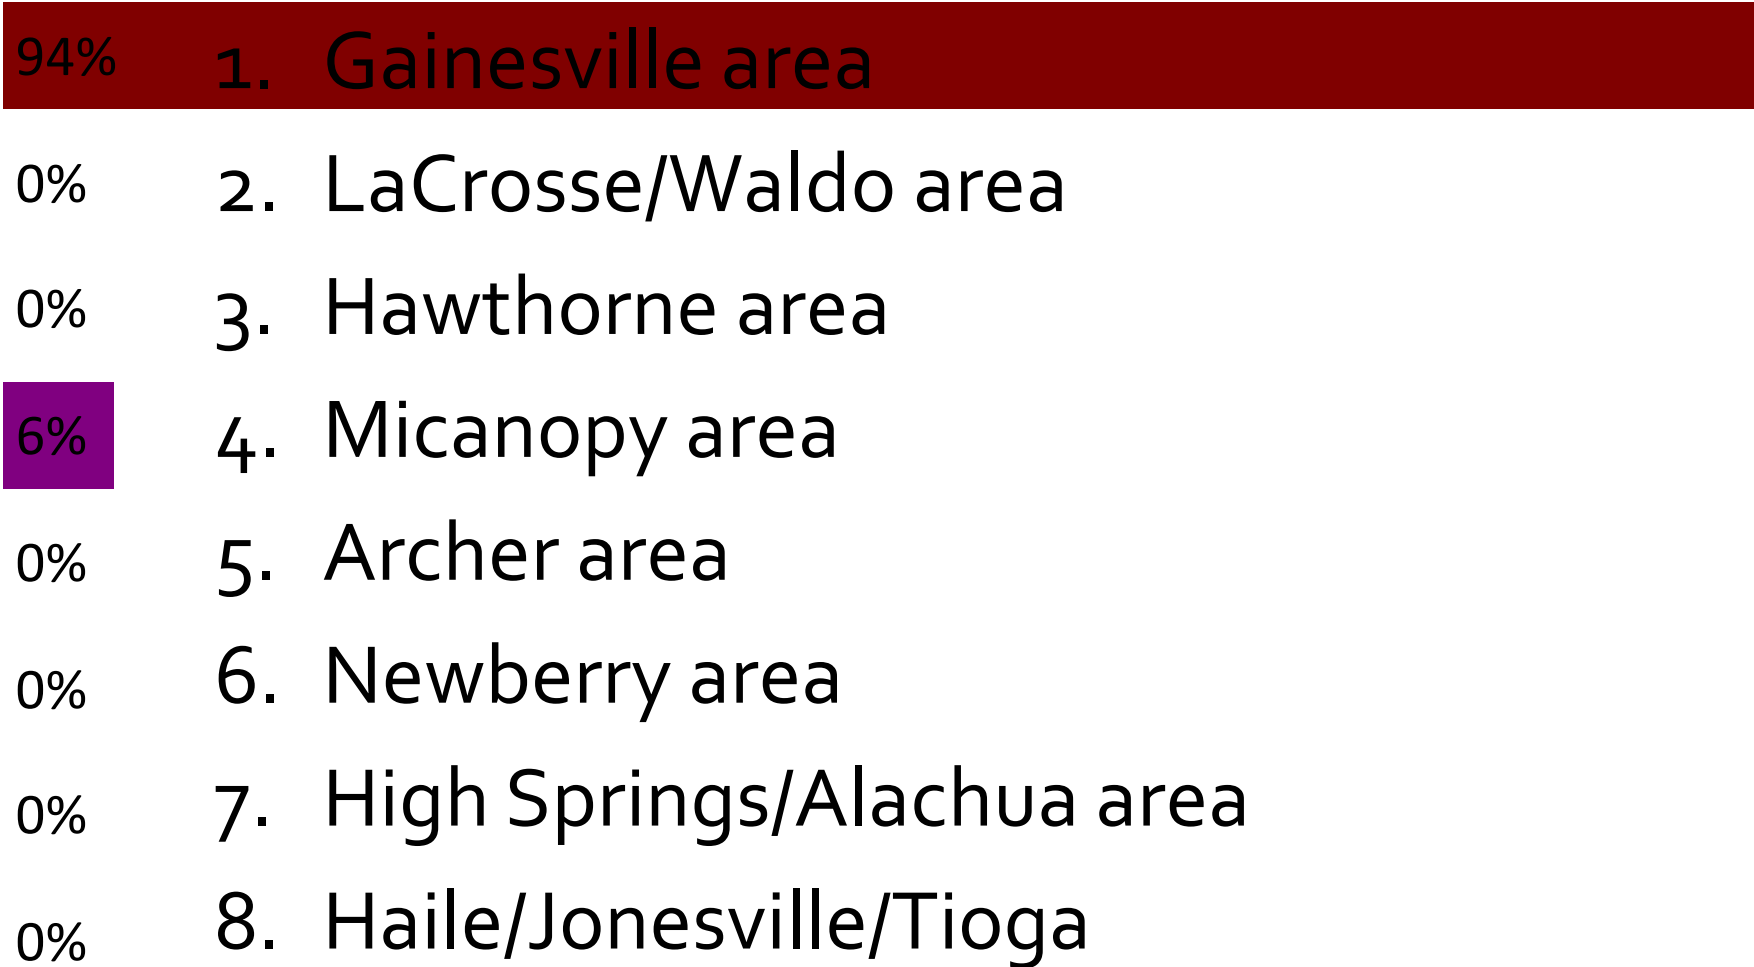 94% 1. Gainesville area
0% 2. LaCrosse/Waldo area
0% 3. Hawthorne area
6% 4. Micanopy area
0% 5. Archer area
0% 6. Newberry area
0% 7. High Springs/Alachua area
0% 8. Haile/Jonesville/Tioga